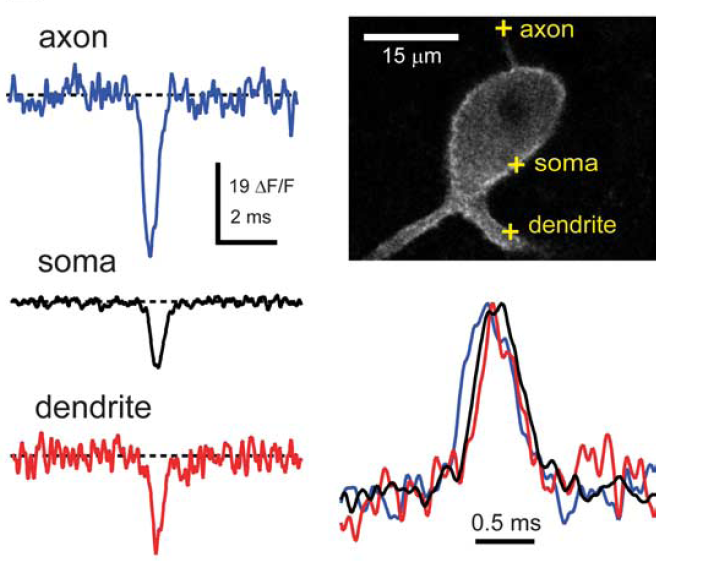 axon
19 ΔF/F
2 ms
soma
dendrite
15 μm
axon
soma
dendrite
0.5 ms